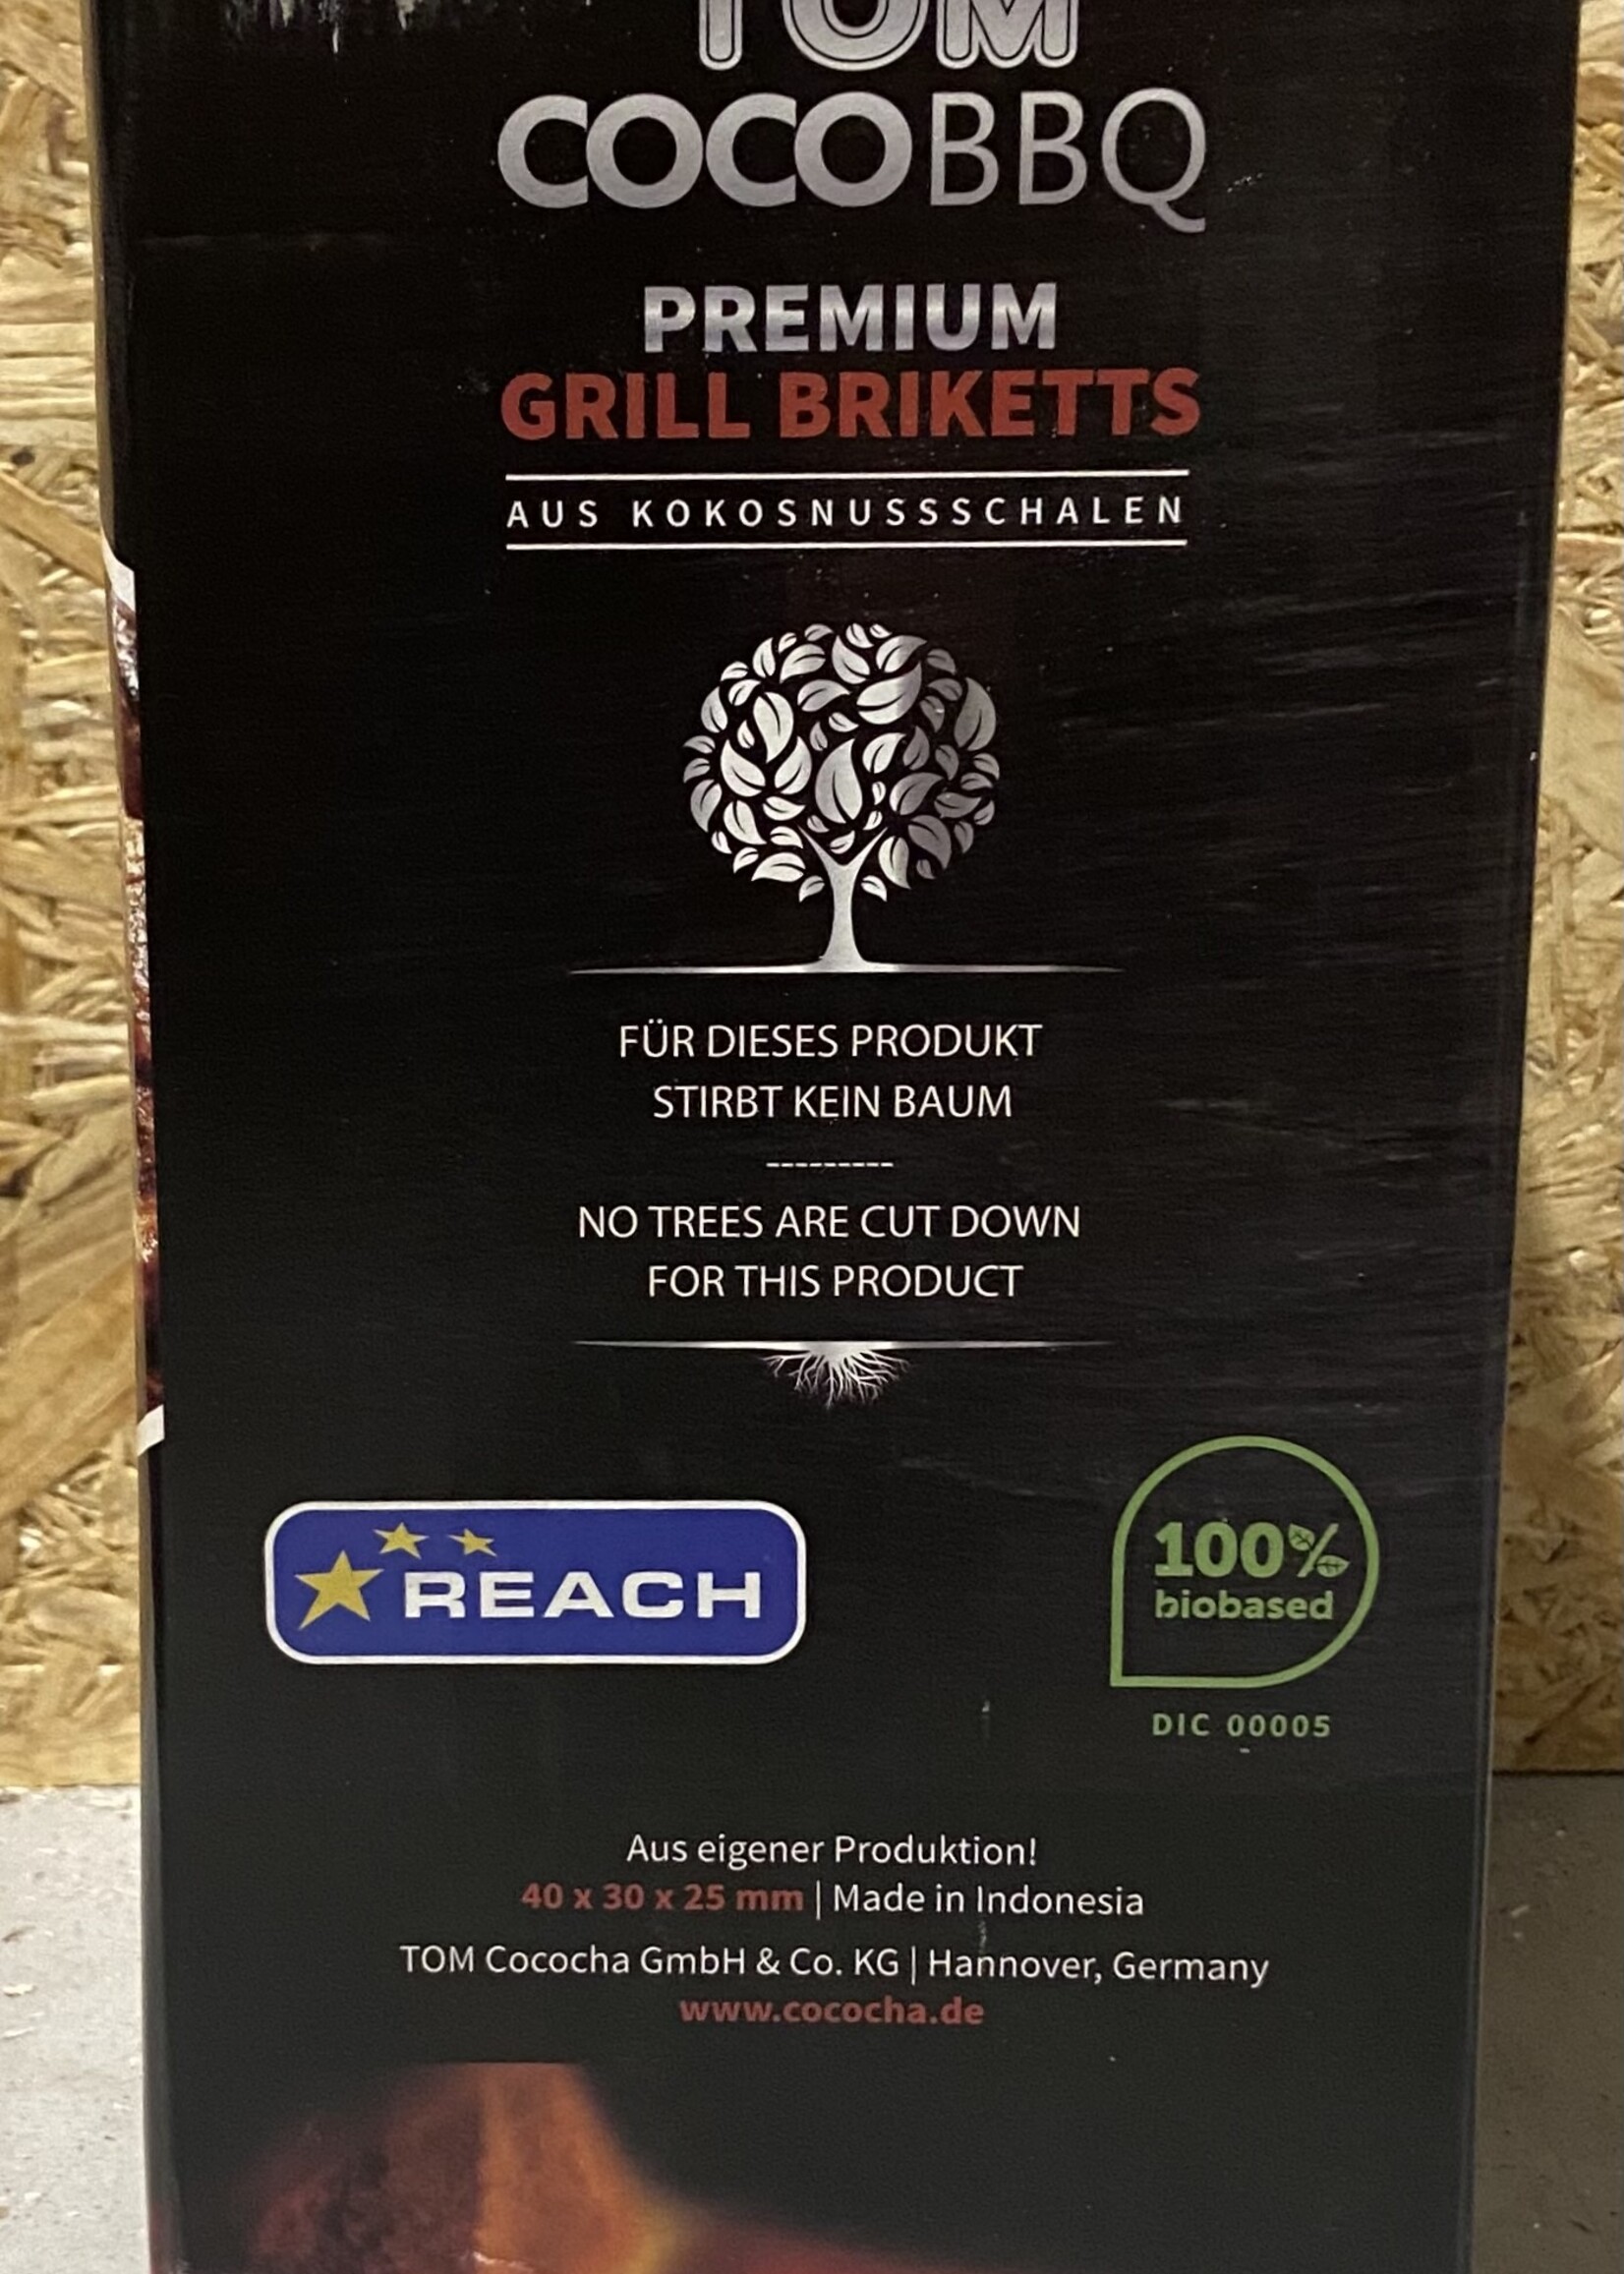 TOM
COCOBBQ
PREMIUM
GRILL BRIKETTS
AUS KOKOSNUSSSCHALEN
FÜR DIESES PRODUKT
STIRBT KEIN BAUM
---------
NO TREES ARE CUT DOWN
FOR THIS PRODUCT
REACH
100%
biobased
DIC 00005
Aus eigener Produktion!
40 x 30 x 25 mm | Made in Indonesia
TOM Cococha GmbH & Co. KG | Hannover, Germany
www.cococha.de